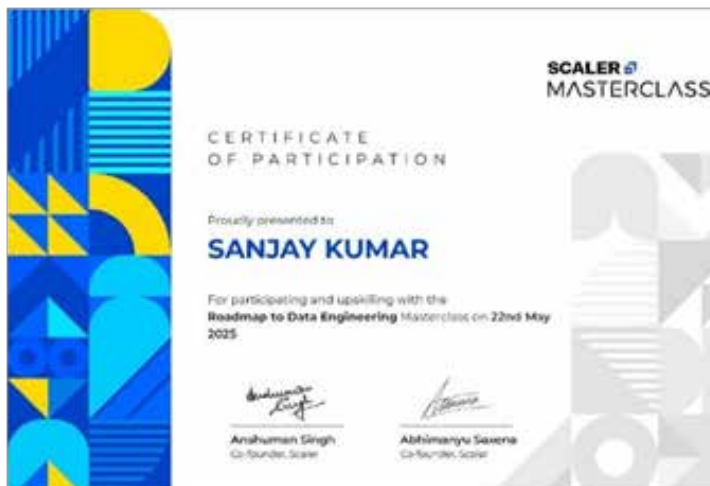 SCALER
MASTERCLASS
CERTIFICATE
OF PARTICIPATION
Proudly presented to
SANJAY KUMAR
For participating and upskilling with the
Roadmap to Data Engineering Masterclass on 22nd May
2025
Anshuman Singh
Co-founder, Scaler
Abhimanyu Saxena
Co-founder, Scaler